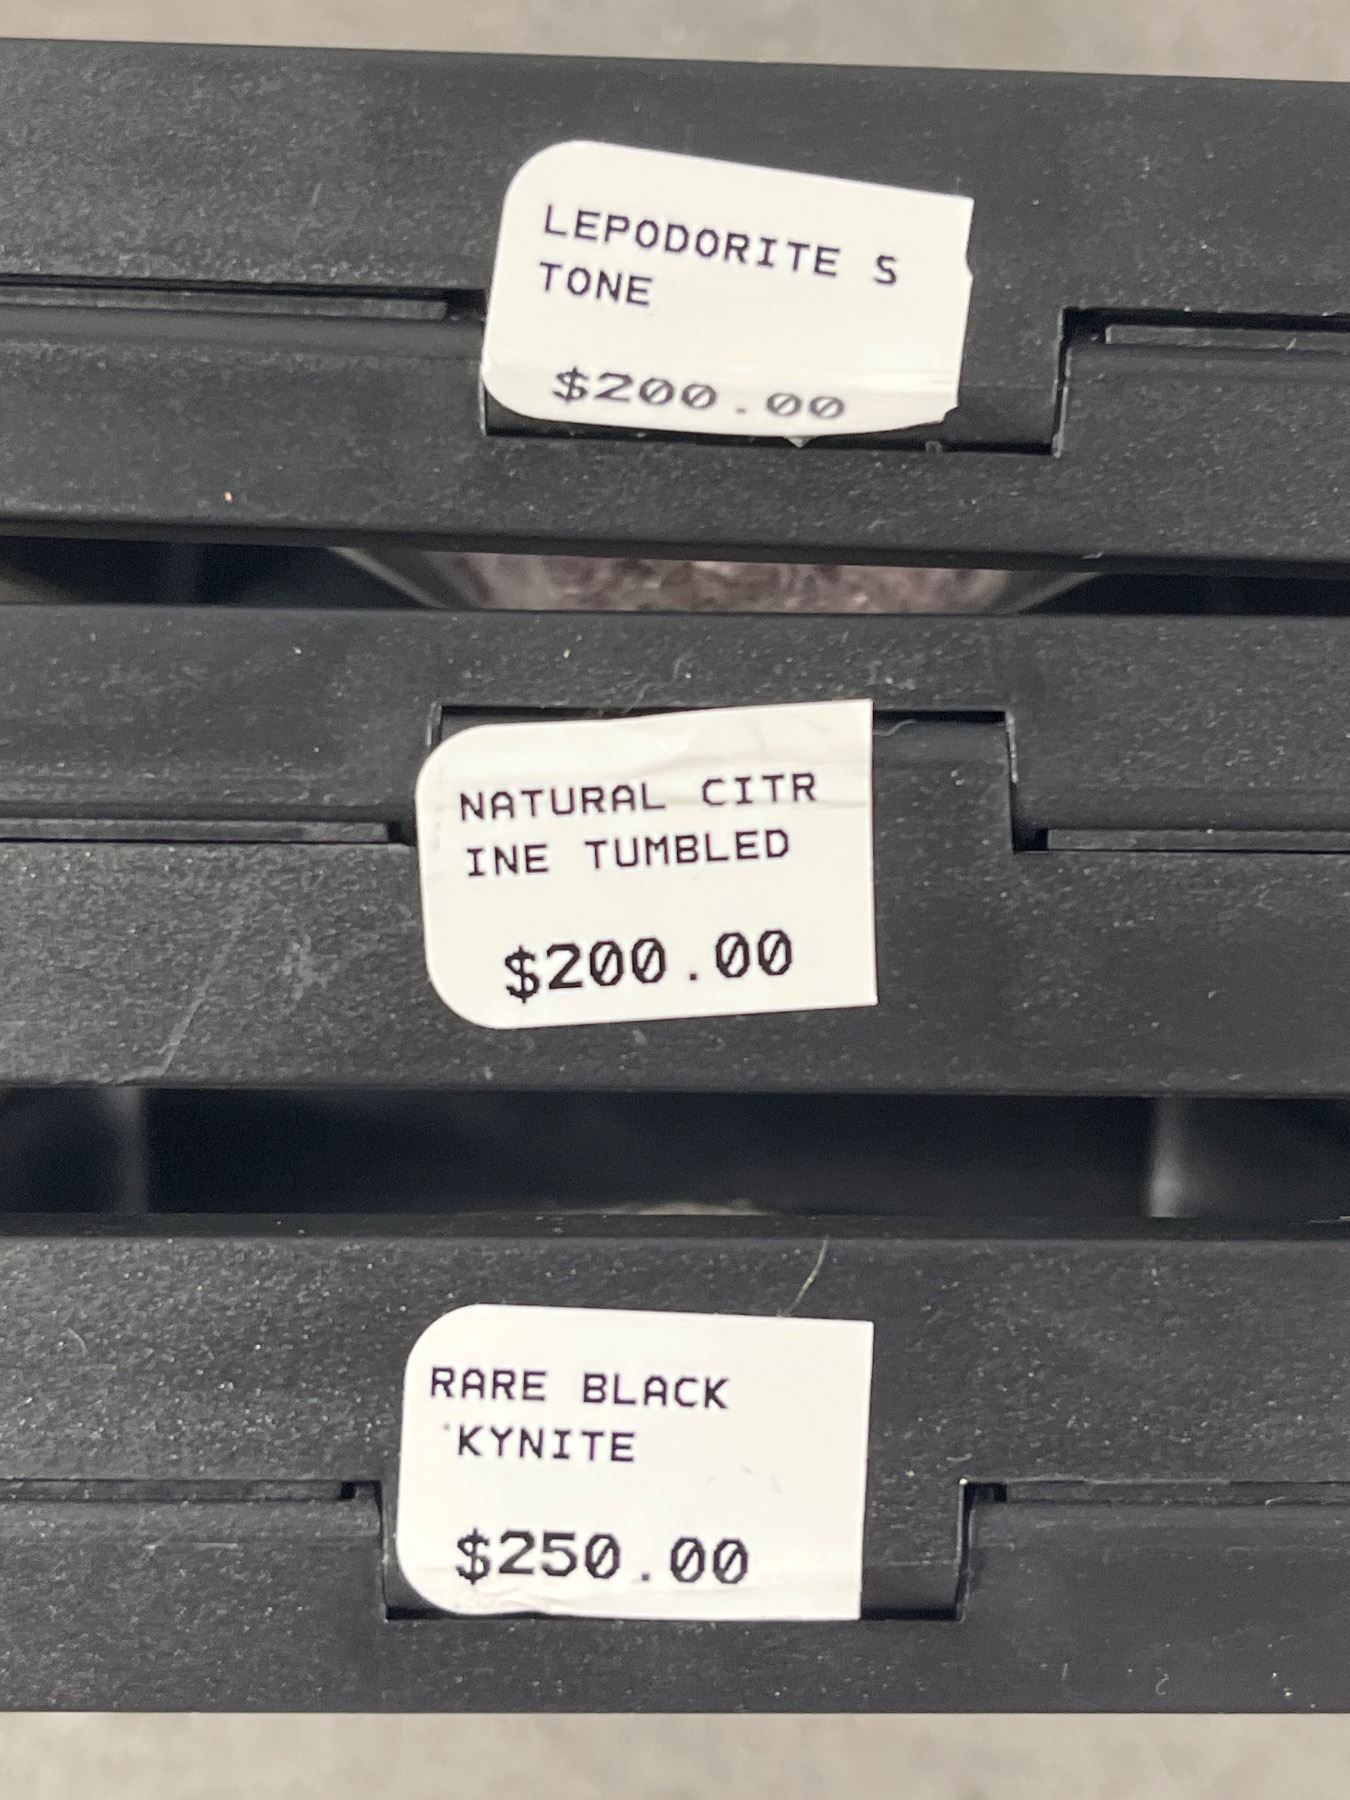 LEPODORITE S
TONE
$200.00
NATURAL CITR
INE TUMBLED
$200.00
RARE BLACK
KYNITE
$250.00